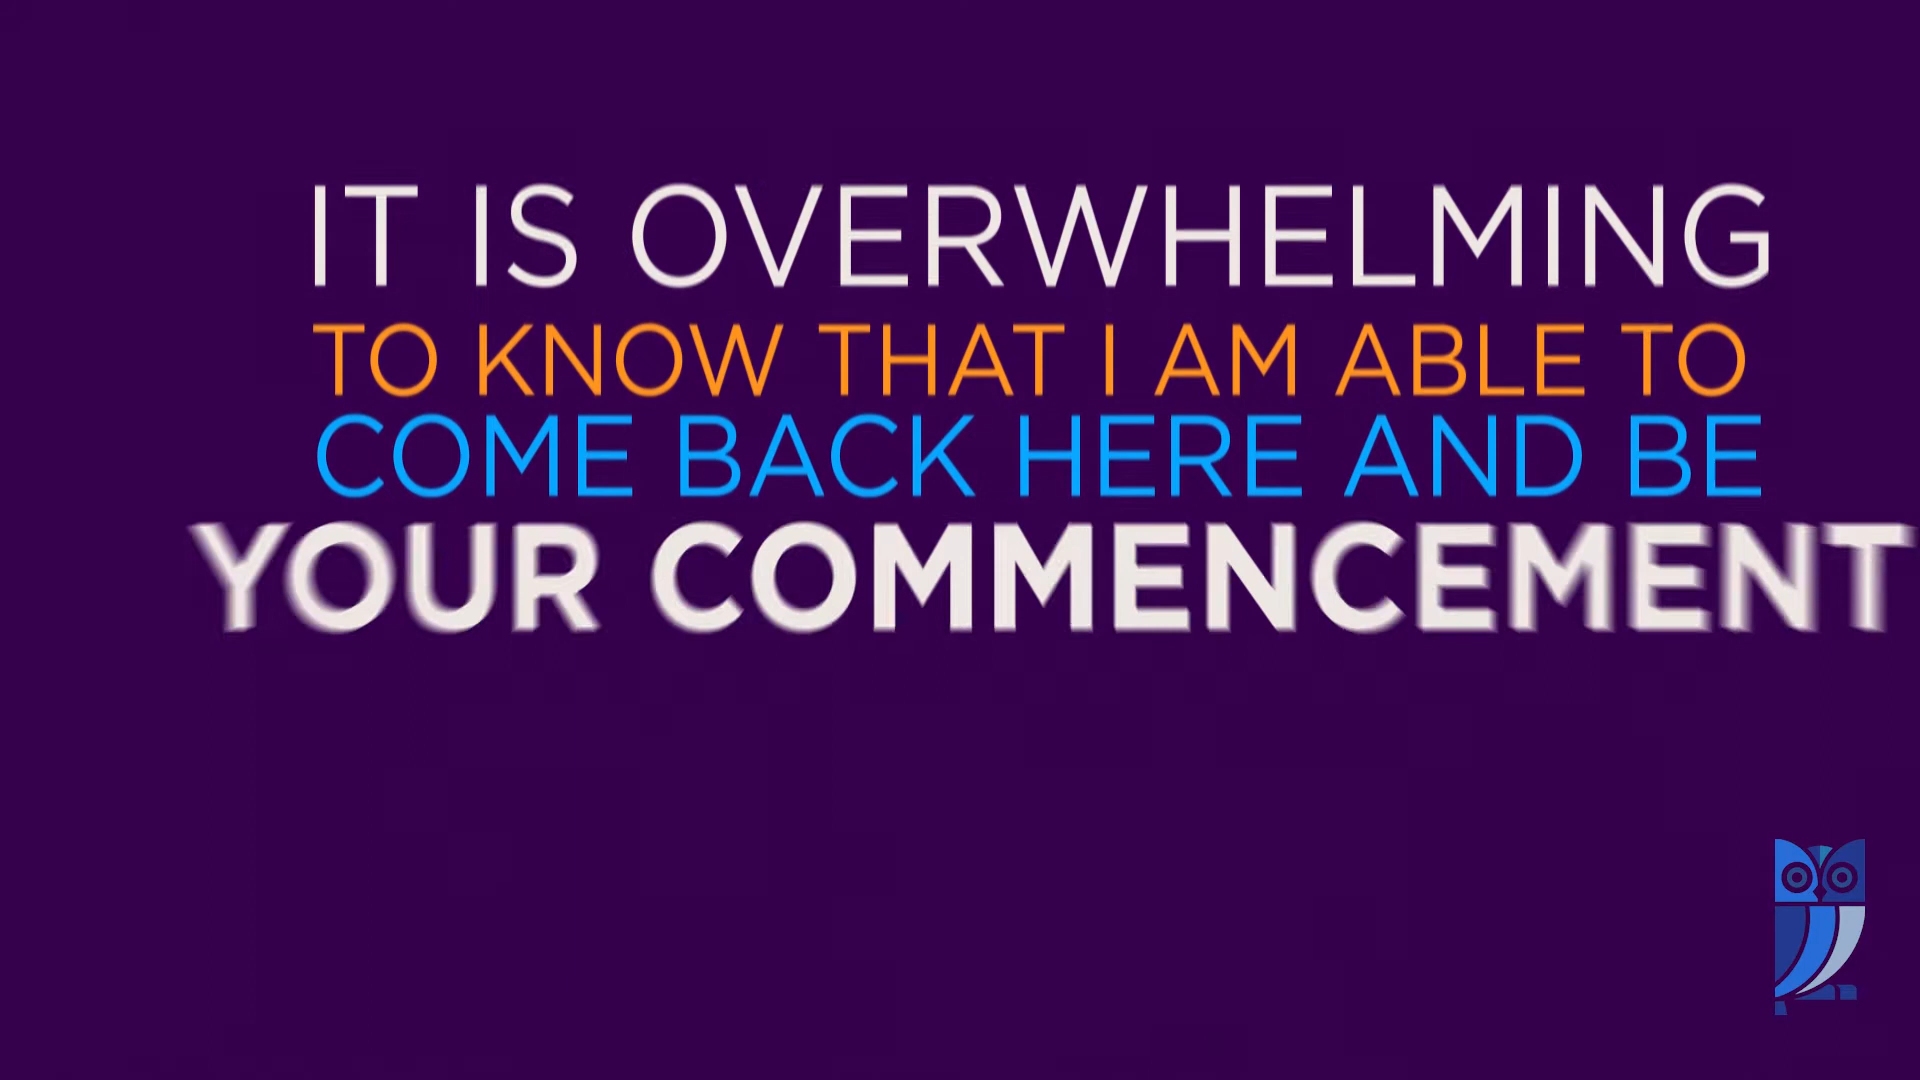 IT IS OVERWHELMING
TO KNOW THAT I AM ABLE TO
COME BACK HERE AND BE
YOUR COMMENCEMENT